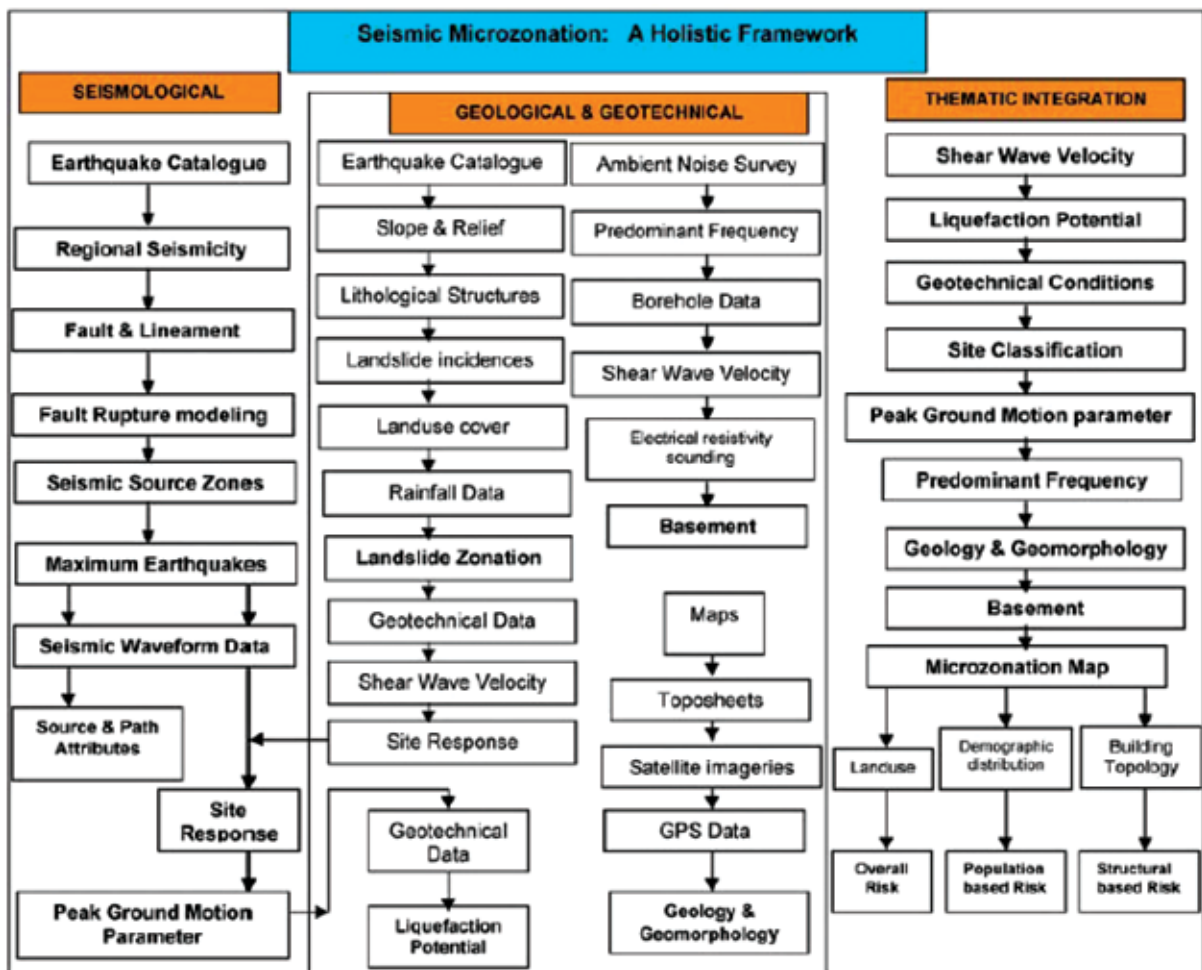 Seismic Microzonation: A Holistic Framework
SEISMOLOGICAL
Earthquake Catalogue
Regional Seismicity
Fault & Lineament
Fault Rupture modeling
Seismic Source Zones
Maximum Earthquakes
Seismic Waveform Data
Source & Path
Attributes
Site
Response
Peak Ground Motion
Parameter
GEOLOGICAL & GEOTECHNICAL
Earthquake Catalogue
Slope & Relief
Lithological Structures
Landslide incidences
Landuse cover
Rainfall Data
Landslide Zonation
Geotechnical Data
Shear Wave Velocity
Site Response
Geotechnical
Data
Liquefaction
Potential
Ambient Noise Survey
Predominant Frequency
Borehole Data
Shear Wave Velocity
Electrical resistivity
sounding
Basement
Maps
Toposheets
Satellite imageries
GPS Data
Geology &
Geomorphology
THEMATIC INTEGRATION
Shear Wave Velocity
Liquefaction Potential
Geotechnical Conditions
Site Classification
Peak Ground Motion parameter
Predominant Frequency
Geology & Geomorphology
Basement
Microzonation Map
Landuse
Demographic
distribution
Building
Topology
Overall
Risk
Population
based Risk
Structural
based Risk